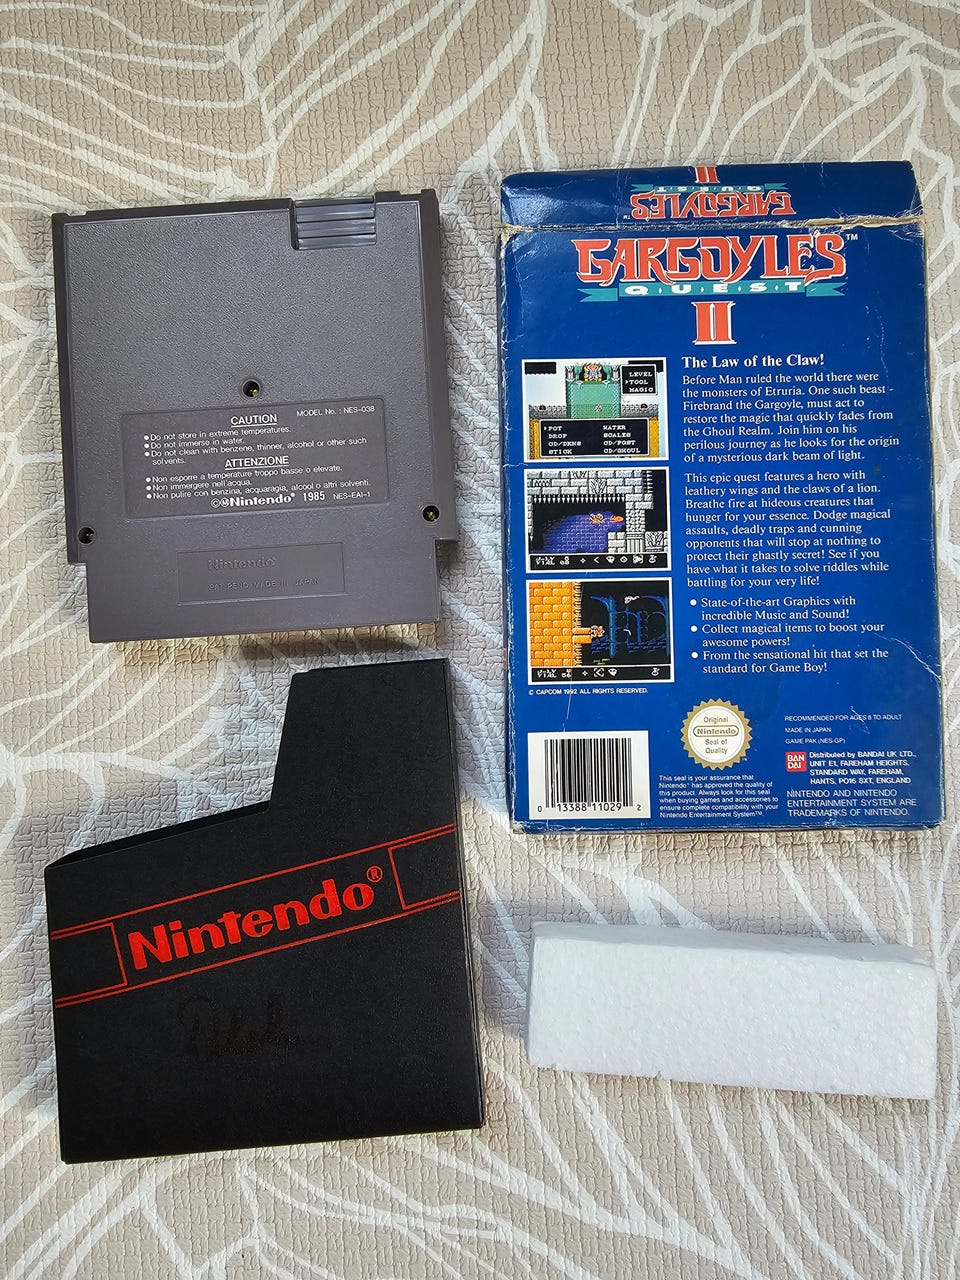 MODEL No. : NES-038
CAUTION
●Do not store in extreme temperatures.
●Do not immerse in water.
●Do not clean with benzene, thinner, alcohol or other such
solvents.
ATTENZIONE
●Non esporre a temperature troppo basse o elevate.
●Non immergere nell'acqua.
●Non pulire con benzina, acquaragia, alcol o altri solventi.
©Ⓜ Nintendo® 1985 NES-EAI-1
Nintendo
PAT. PEND. MADE IN JAPAN
Nintendo®
II
QUEST
GARGOYLES
GARGOYLE'S™
QUEST
II
LEVEL
TOOL
MAGIC
POT WATER
DROP SCALES
STICK CD/GHOUL
The Law of the Claw!
Before Man ruled the world there were
the monsters of Etruria. One such beast -
Firebrand the Gargoyle, must act to
restore the magic that quickly fades from
the Ghoul Realm. Join him on his
perilous journey as he looks for the origin
of a mysterious dark beam of light.
This epic quest features a hero with
leathery wings and the claws of a lion.
Breathe fire at hideous creatures that
hunger for your essence. Dodge magical
assaults, deadly traps and cunning
opponents that will stop at nothing to
protect their ghastly secret! See if you
have what it takes to solve riddles while
battling for your very life!
● State-of-the-art Graphics with
incredible Music and Sound!
● Collect magical items to boost your
awesome powers!
● From the sensational hit that set the
standard for Game Boy!
© CAPCOM 1992 ALL RIGHTS RESERVED.
0 13388 11029 2
Original
Nintendo
Seal of
Quality
This seal is your assurance that
Nintendo® has approved the quality of
this product. Always look for this seal
when buying games and accessories to
ensure complete compatibility with your
Nintendo Entertainment System™.
RECOMMENDED FOR AGES 8 TO ADULT
MADE IN JAPAN
GAME PAK (NES-GP)
BAN
DAI
Distributed by BANDAI UK LTD.,
UNIT E1, FAREHAM HEIGHTS,
STANDARD WAY, FAREHAM,
HANTS, PO16 8XT, ENGLAND
NINTENDO AND NINTENDO
ENTERTAINMENT SYSTEM ARE
TRADEMARKS OF NINTENDO.